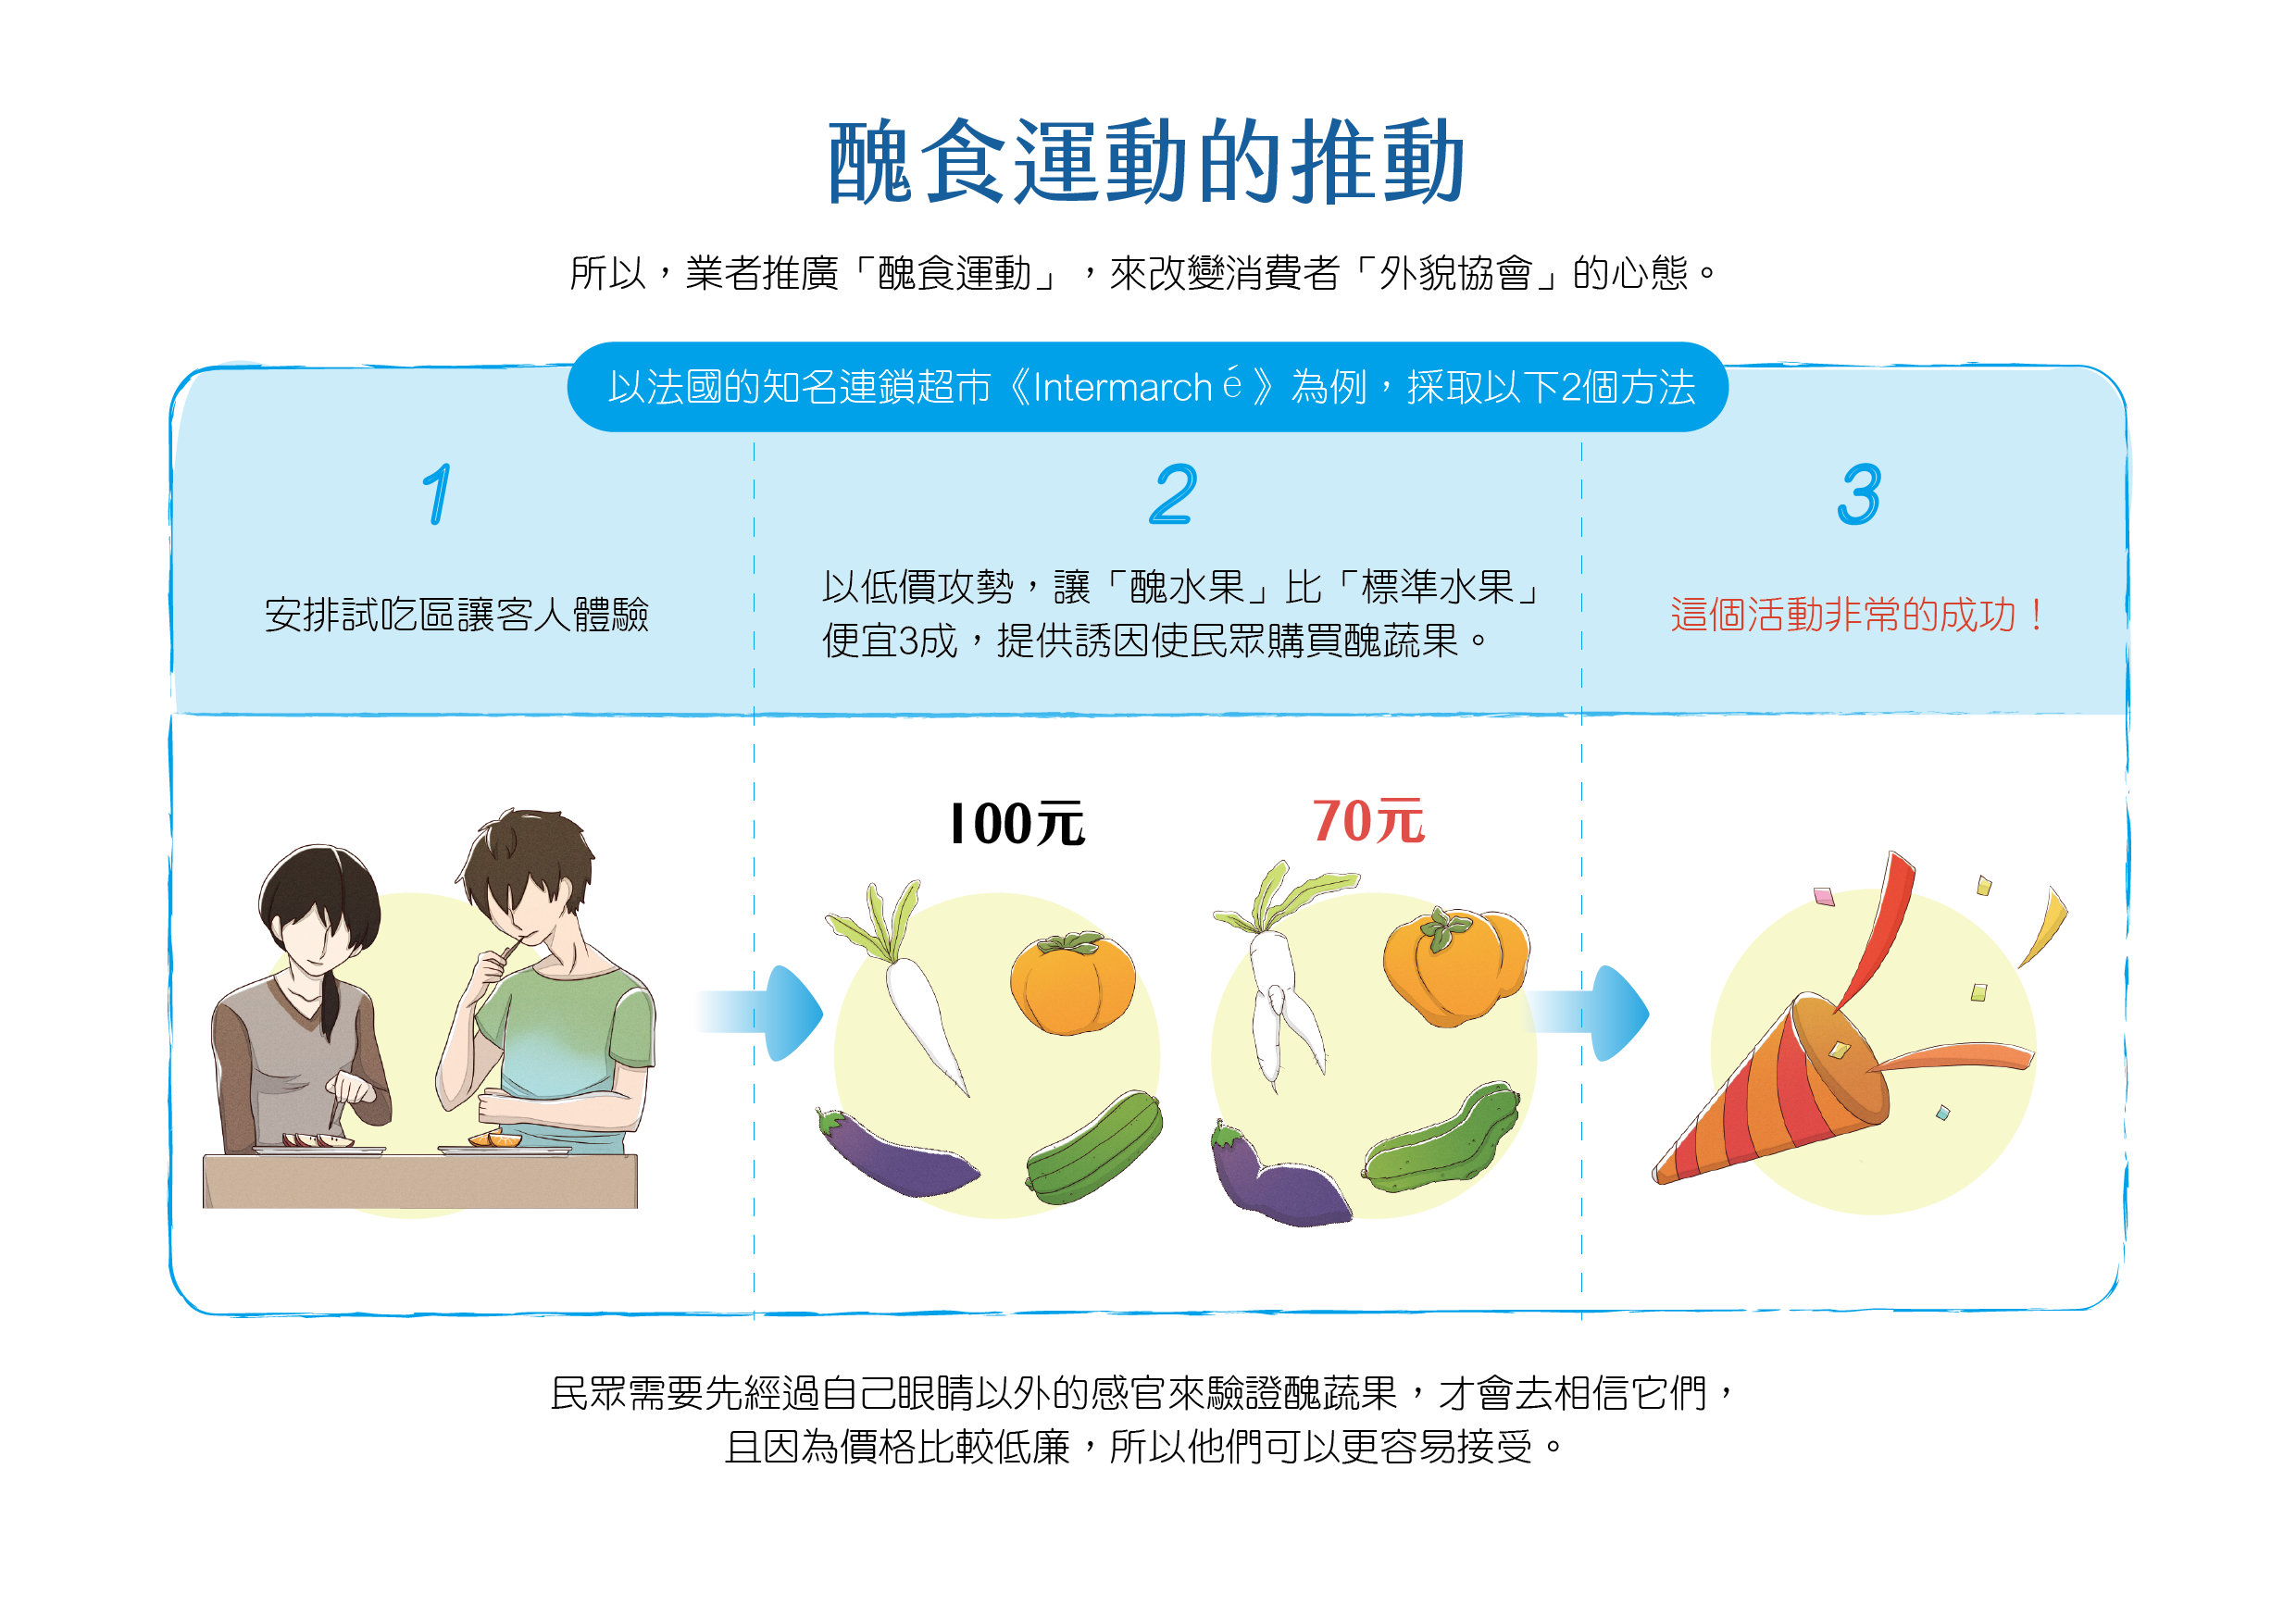 醜食運動的推動
所以，業者推廣「醜食運動」，來改變消費者「外貌協會」的心態。
以法國的知名連鎖超市《Intermarché》為例，採取以下2個方法
1
安排試吃區讓客人體驗
2
以低價攻勢，讓「醜水果」比「標準水果」
便宜3成，提供誘因使民眾購買醜蔬果。
3
這個活動非常的成功！
100元
70元
民眾需要先經過自己眼睛以外的感官來驗證醜蔬果，才會去相信它們，
且因為價格比較低廉，所以他們可以更容易接受。